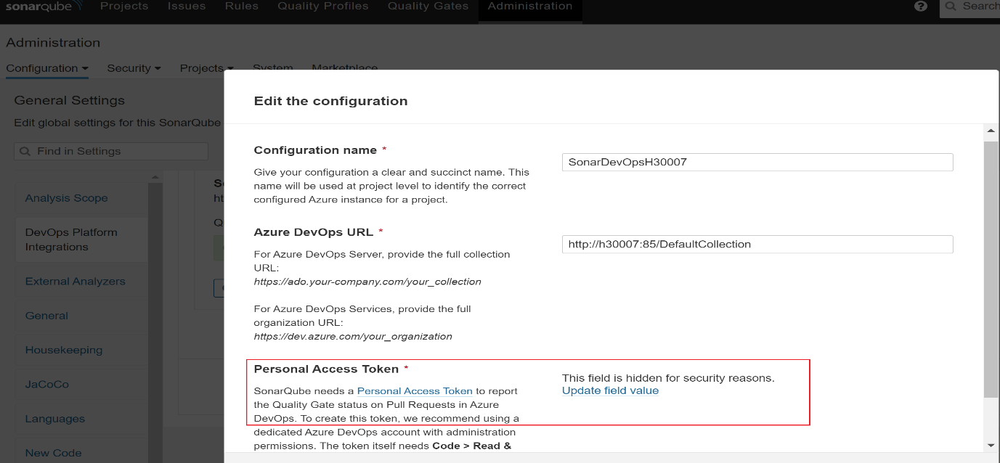 sonarqube Projects Issues Rules Quality Profiles Quality Gates Administration ? Search
Administration
Configuration Security Projects System Marketplace
General Settings
Edit global settings for this SonarQube
Find in Settings
Analysis Scope
DevOps Platform
Integrations
External Analyzers
General
Housekeeping
JaCoCo
Languages
New Code
Edit the configuration
Configuration name *
Give your configuration a clear and succinct name. This
name will be used at project level to identify the correct
configured Azure instance for a project.
SonarDevOpsH30007
Azure DevOps URL *
For Azure DevOps Server, provide the full collection
URL:
https://ado.your-company.com/your_collection
For Azure DevOps Services, provide the full
organization URL:
https://dev.azure.com/your_organization
http://h30007:85/DefaultCollection
Personal Access Token *
SonarQube needs a Personal Access Token to report
the Quality Gate status on Pull Requests in Azure
DevOps. To create this token, we recommend using a
dedicated Azure DevOps account with administration
permissions. The token itself needs Code > Read &
This field is hidden for security reasons.
Update field value